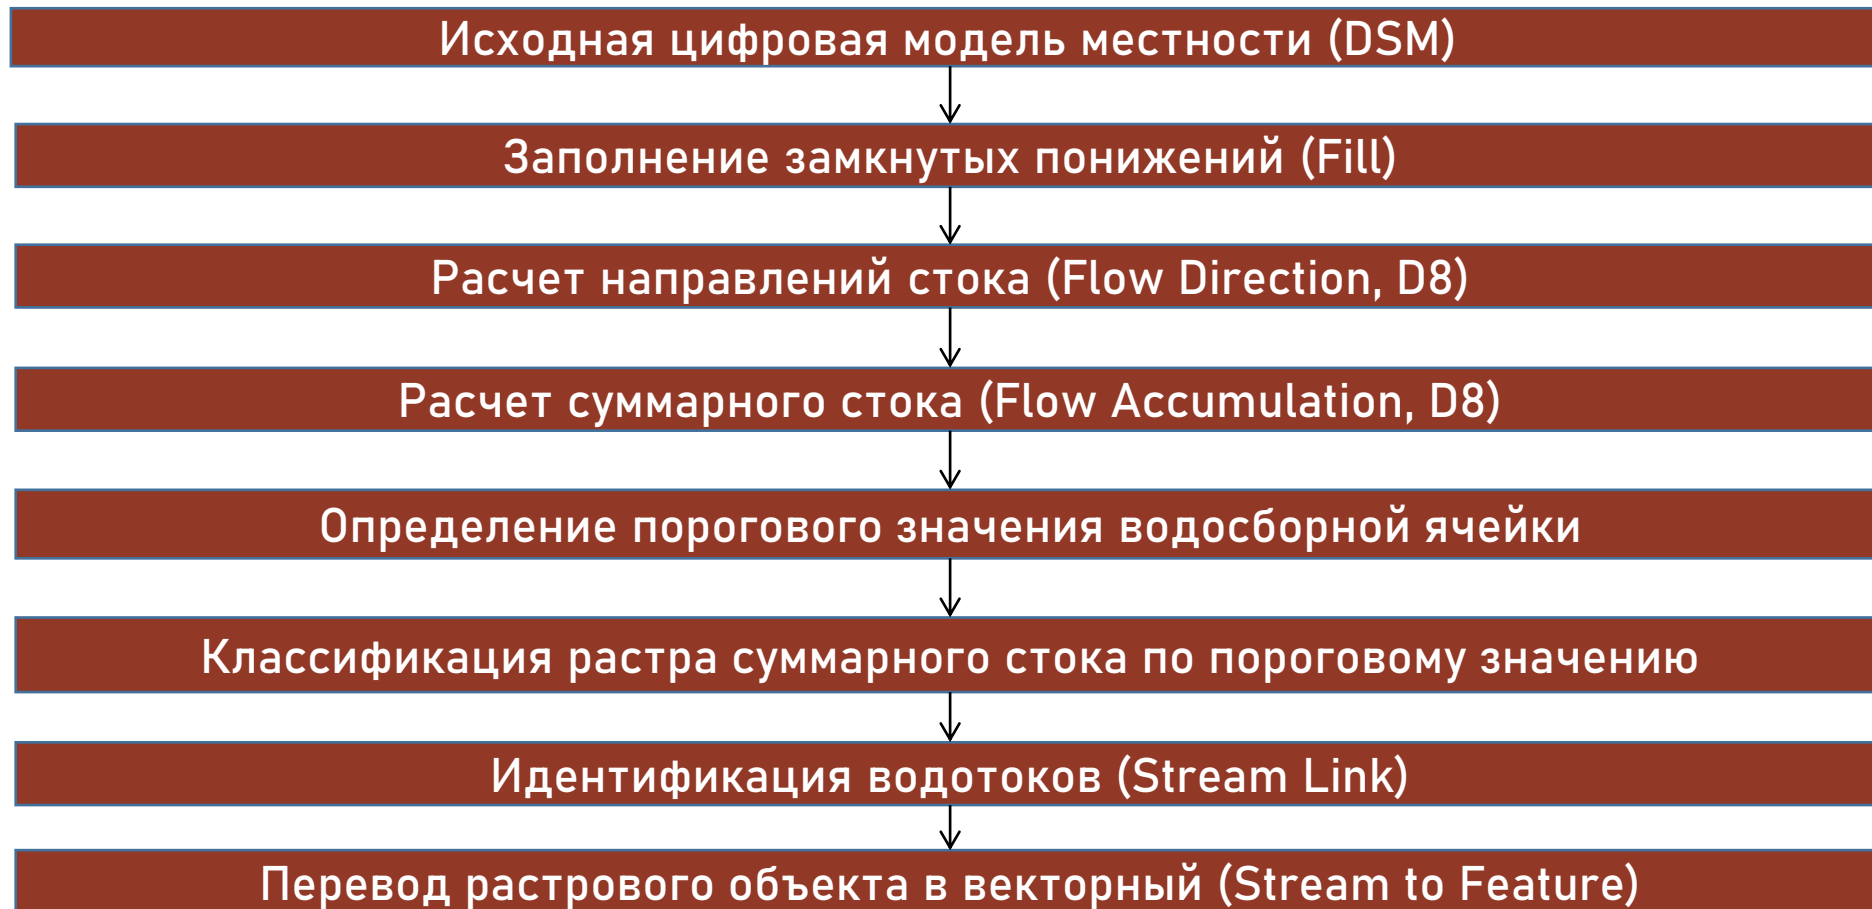 Исходная цифровая модель местности (DSM)
Заполнение замкнутых понижений (Fill)
Расчет направлений стока (Flow Direction, D8)
Расчет суммарного стока (Flow Accumulation, D8)
Определение порогового значения водосборной ячейки
Классификация растра суммарного стока по пороговому значению
Идентификация водотоков (Stream Link)
Перевод растрового объекта в векторный (Stream to Feature)